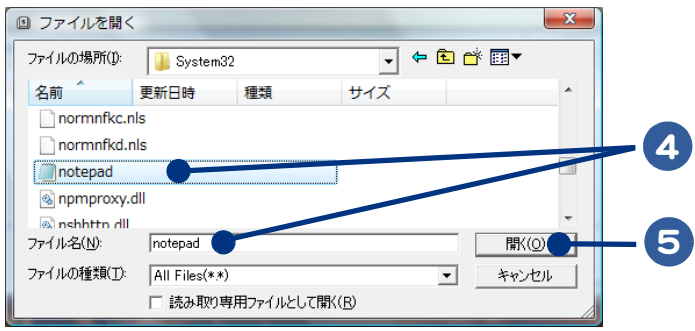 ファイルを開く
ファイルの場所(I):
System32
名前
更新日時
種類
サイズ
normnfkc.nls
normnfkd.nls
notepad
npmproxy.dll
nshhttp.dll
4
ファイル名(N):
notepad
開く(O)
5
ファイルの種類(T):
All Files(*.*)
キャンセル
読み取り専用ファイルとして開く(R)